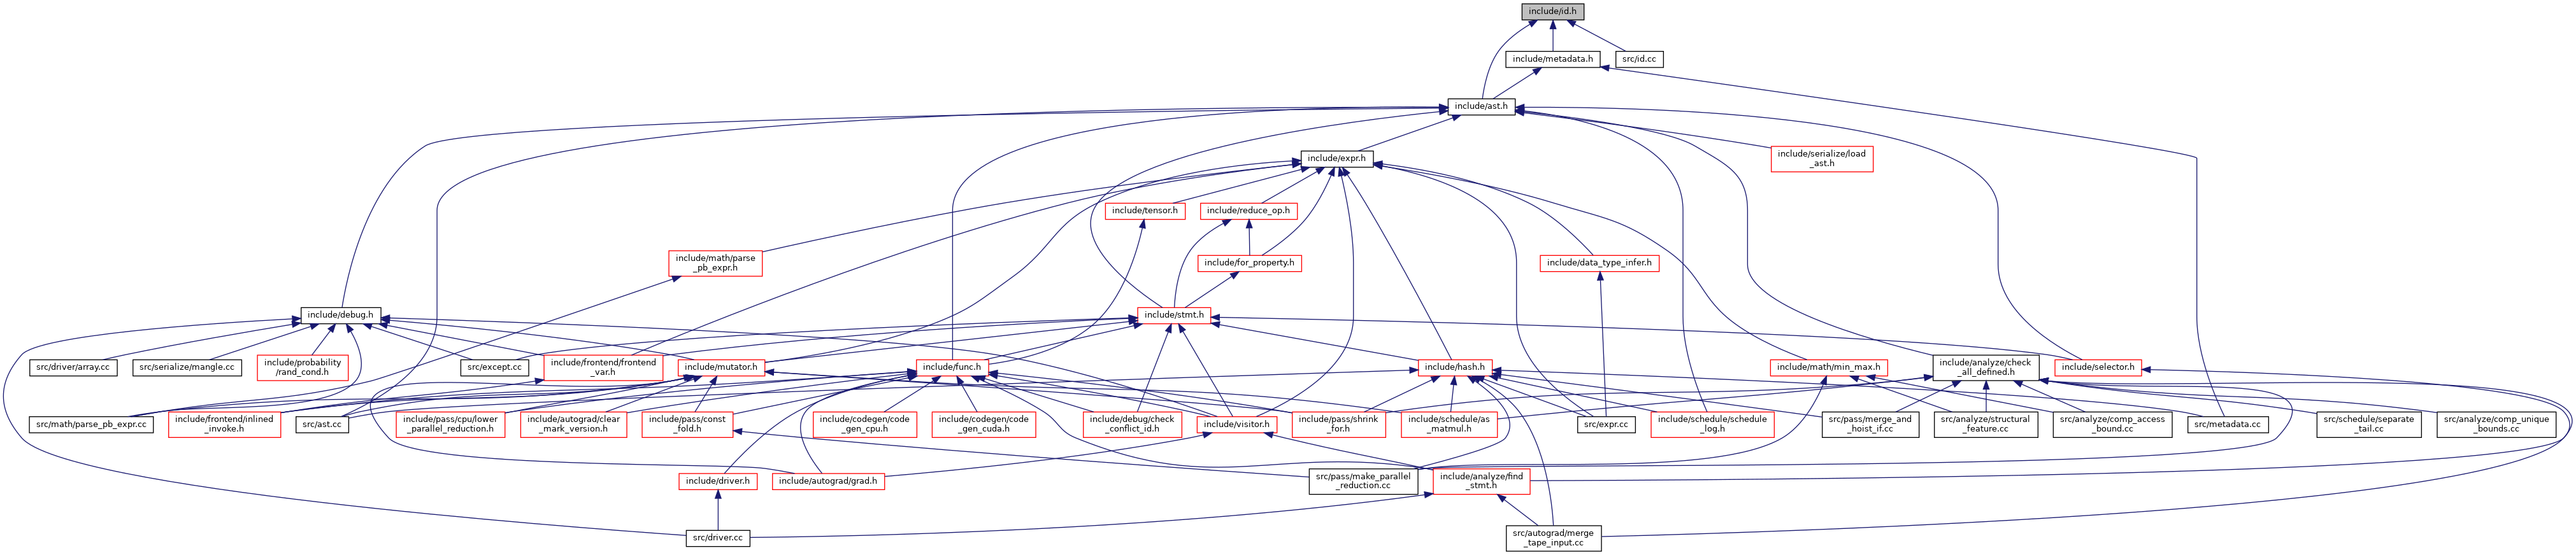 include/id.h
include/metadata.h
src/id.cc
include/ast.h
include/expr.h
include/serialize/load
_ast.h
include/tensor.h
include/reduce_op.h
include/math/parse
_pb_expr.h
include/for_property.h
include/data_type_infer.h
include/debug.h
include/stmt.h
src/driver/array.cc
src/serialize/mangle.cc
include/probability
/rand_cond.h
src/except.cc
include/frontend/frontend
_var.h
include/mutator.h
include/func.h
include/hash.h
include/math/min_max.h
include/analyze/check
_all_defined.h
include/selector.h
src/math/parse_pb_expr.cc
include/frontend/inlined
_invoke.h
src/ast.cc
include/pass/cpu/lower
_parallel_reduction.h
include/autograd/clear
_mark_version.h
include/pass/const
_fold.h
include/codegen/code
_gen_cpu.h
include/codegen/code
_gen_cuda.h
include/debug/check
_conflict_id.h
include/visitor.h
include/pass/shrink
_for.h
include/schedule/as
_matmul.h
src/expr.cc
include/schedule/schedule
_log.h
src/pass/merge_and
_hoist_if.cc
src/analyze/structural
_feature.cc
src/analyze/comp_access
_bound.cc
src/metadata.cc
src/schedule/separate
_tail.cc
src/analyze/comp_unique
_bounds.cc
include/driver.h
include/autograd/grad.h
src/pass/make_parallel
_reduction.cc
include/analyze/find
_stmt.h
src/driver.cc
src/autograd/merge
_tape_input.cc